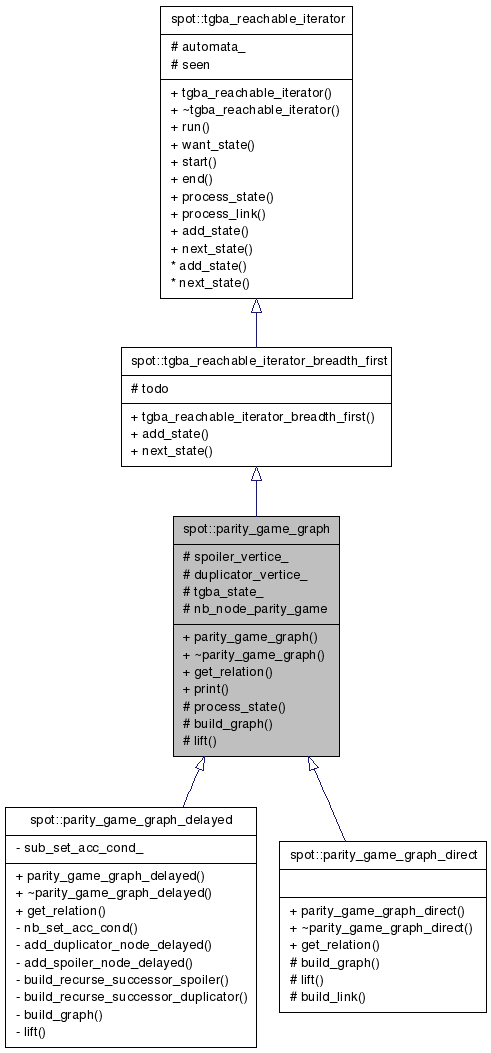 spot::tgba_reachable_iterator
# automata_
# seen
+ tgba_reachable_iterator()
+ ~tgba_reachable_iterator()
+ run()
+ want_state()
+ start()
+ end()
+ process_state()
+ process_link()
+ add_state()
+ next_state()
* add_state()
* next_state()
spot::tgba_reachable_iterator_breadth_first
# todo
+ tgba_reachable_iterator_breadth_first()
+ add_state()
+ next_state()
spot::parity_game_graph
# spoiler_vertice_
# duplicator_vertice_
# tgba_state_
# nb_node_parity_game
+ parity_game_graph()
+ ~parity_game_graph()
+ get_relation()
+ print()
# process_state()
# build_graph()
# lift()
spot::parity_game_graph_delayed
- sub_set_acc_cond_
+ parity_game_graph_delayed()
+ ~parity_game_graph_delayed()
+ get_relation()
- nb_set_acc_cond()
- add_duplicator_node_delayed()
- add_spoiler_node_delayed()
- build_recurse_successor_spoiler()
- build_recurse_successor_duplicator()
- build_graph()
- lift()
spot::parity_game_graph_direct
+ parity_game_graph_direct()
+ ~parity_game_graph_direct()
+ get_relation()
# build_graph()
# lift()
# build_link()